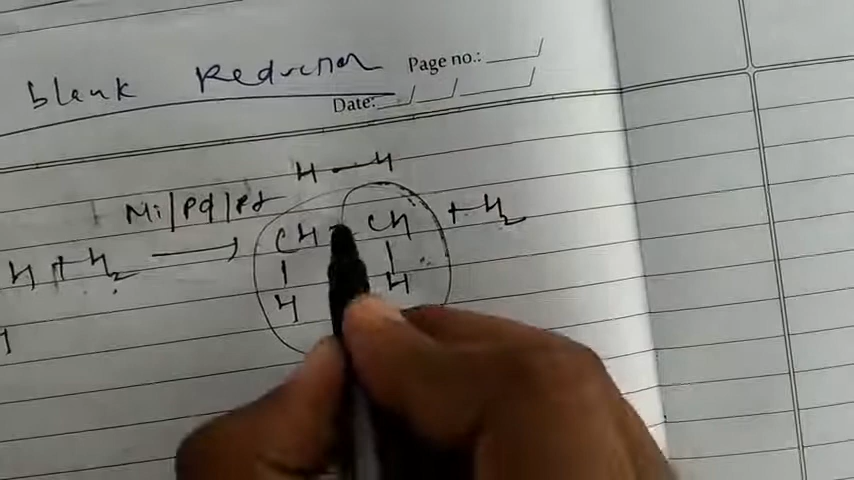 blank Reduction
Page no.:
Date:
H-H
Ni|Pd|Pt
H + H2 → CH CH + H2
H H